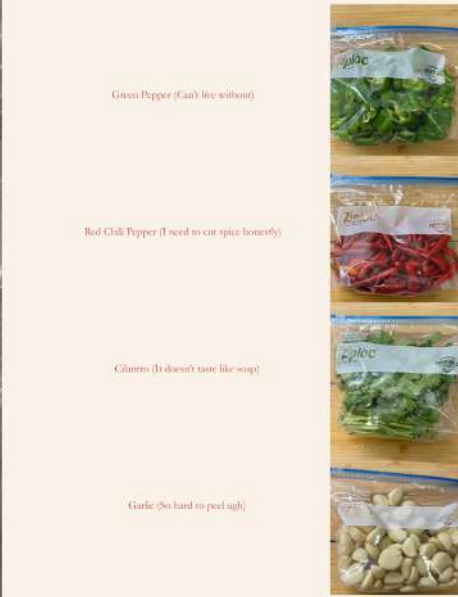 Green Pepper (Can't live without)
Ziploc
Red Chili Pepper (I need to cut spice honestly)
Ziploc
Cilantro (It doesn't taste like soap)
Ziploc
Garlic (So hard to peel ugh)